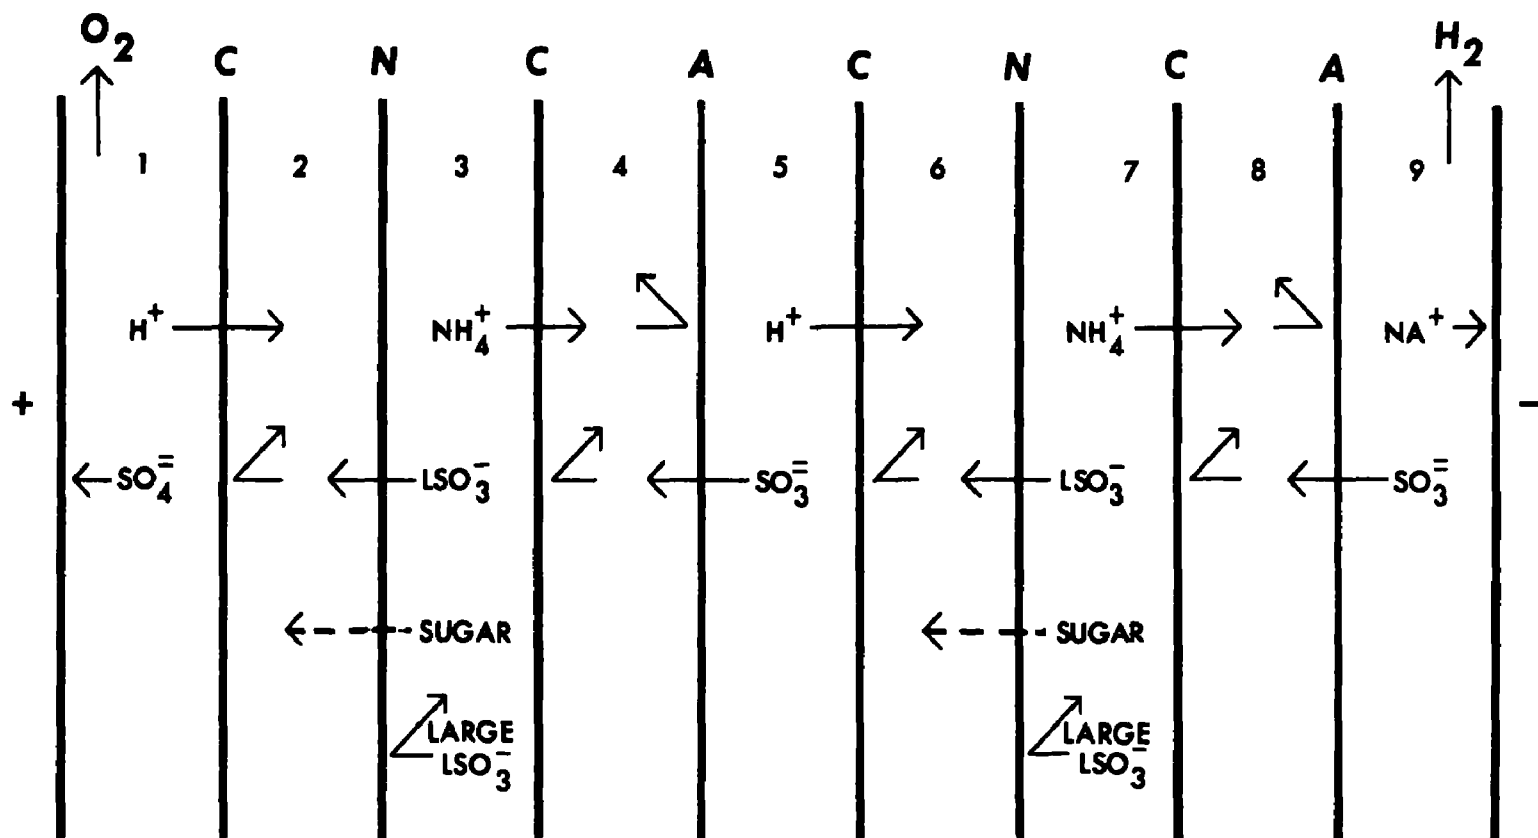 O2 C N C A C N C A H2
1 2 3 4 5 6 7 8 9
H+ NH4+ H+ NH4+ NA+
+ −
SO4= LSO3− SO3= LSO3− SO3=
SUGAR SUGAR
LARGE LARGE
LSO3− LSO3−